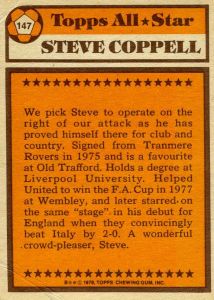 147
Topps All★Star
STEVE COPPELL
We pick Steve to operate on the
right of our attack as he has
proved himself there for club and
country. Signed from Tranmere
Rovers in 1975 and is a favourite
at Old Trafford. Holds a degree at
Liverpool University. Helped
United to win the F.A. Cup in 1977
at Wembley, and later starred on
the same "stage" in his debut for
England when they convincingly
beat Italy by 2-0. A wonderful
crowd-pleaser, Steve.
© 1978, TOPPS CHEWING GUM, INC.